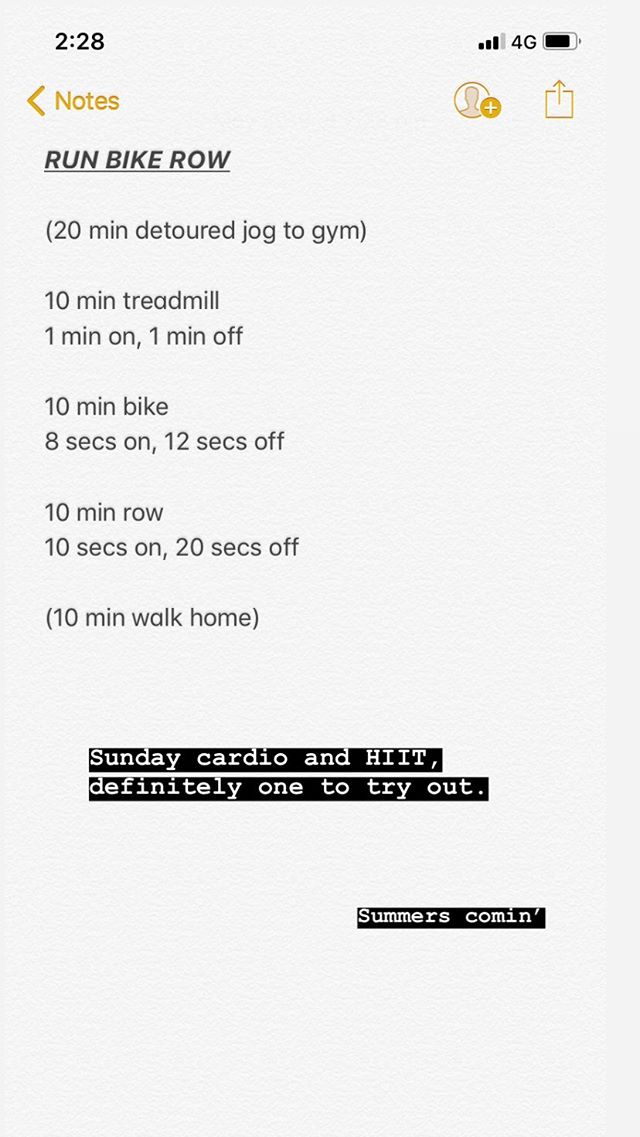 2:28
4G
Notes
RUN BIKE ROW
(20 min detoured jog to gym)
10 min treadmill
1 min on, 1 min off
10 min bike
8 secs on, 12 secs off
10 min row
10 secs on, 20 secs off
(10 min walk home)
Sunday cardio and HIIT,
definitely one to try out.
Summers comin’